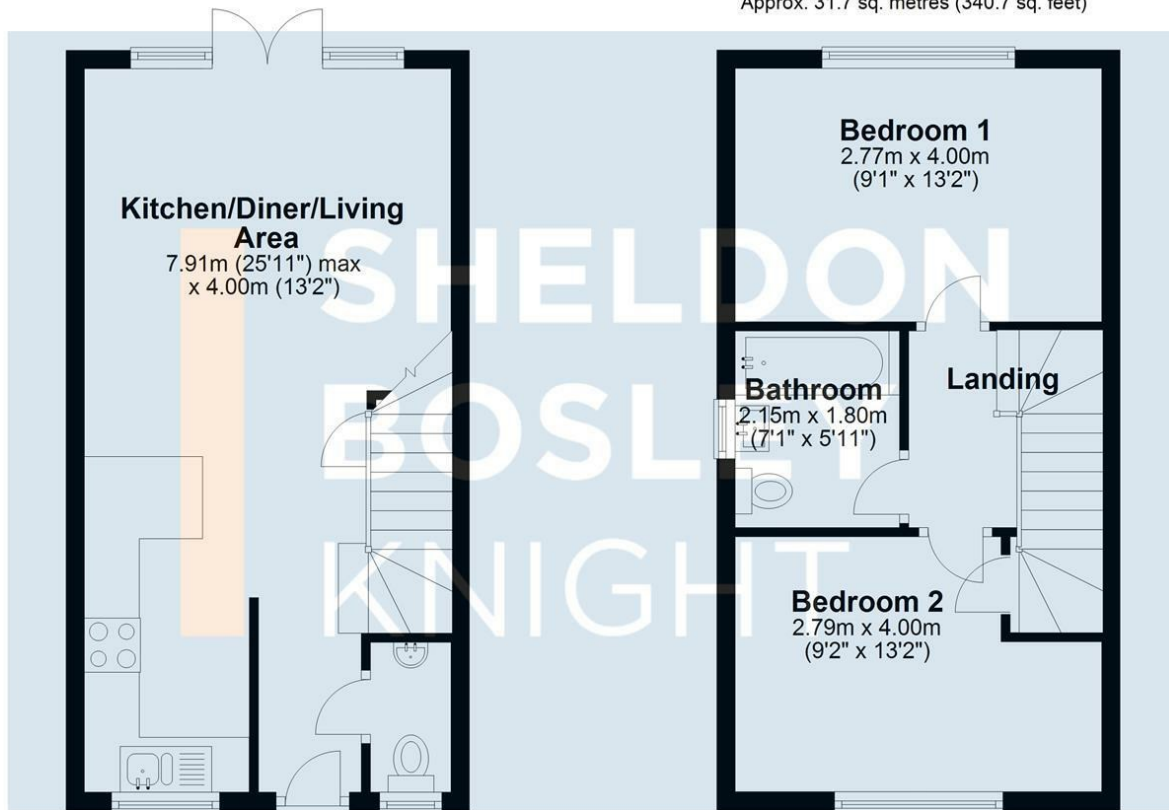 Approx. 31.7 sq. metres (340.7 sq. feet)
Kitchen/Diner/Living
Area
7.91m (25'11") max
x 4.00m (13'2")
Bedroom 1
2.77m x 4.00m
(9'1" x 13'2")
Bathroom
2.15m x 1.80m
(7'1" x 5'11")
Landing
Bedroom 2
2.79m x 4.00m
(9'2" x 13'2")
SHELDON
BOSLEY
KNIGHT